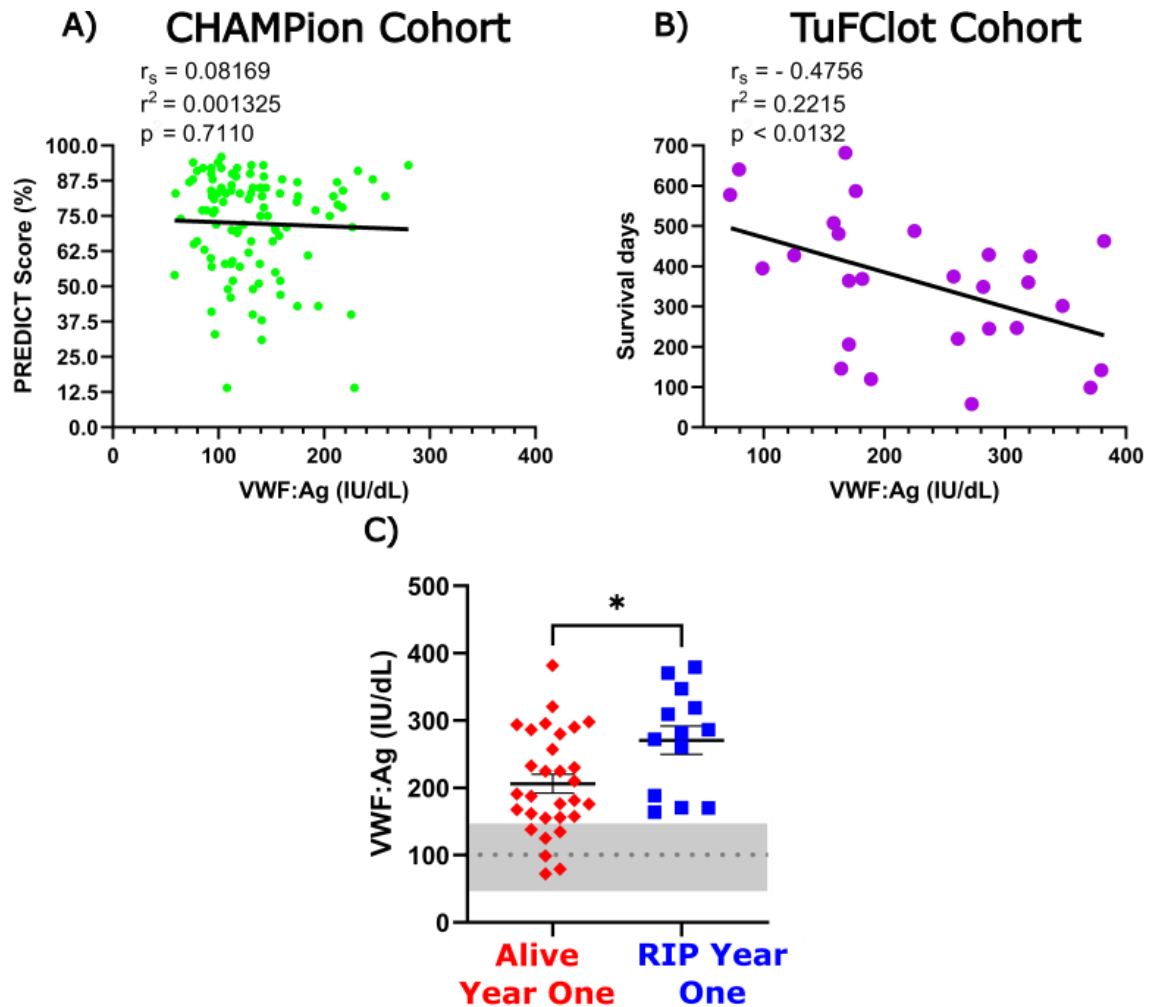 A) CHAMPion Cohort
r_s = 0.08169
r² = 0.001325
p = 0.7110
100.0
87.5
75.0
62.5
50.0
37.5
25.0
12.5
0.0
PREDICT Score (%)
0 100 200 300 400
VWF:Ag (IU/dL)
B) TuFClot Cohort
r_s = - 0.4756
r² = 0.2215
p < 0.0132
700
600
500
400
300
200
100
0
Survival days
100 200 300 400
VWF:Ag (IU/dL)
C)
*
500
400
300
200
100
0
VWF:Ag (IU/dL)
Alive
Year One
RIP Year
One